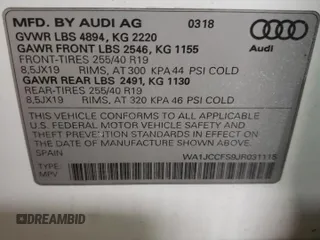 MFD. BY AUDI AG 03 18
GVWR LBS 4894, KG 2220
GAWR FRONT LBS 2546, KG 1155
Audi
FRONT-TIRES 255/40 R19
8,5JX19 RIMS, AT 300 KPA 44 PSI COLD
GAWR REAR LBS 2491, KG 1130
REAR-TIRES 255/40 R19
8,5JX19 RIMS, AT 320 KPA 46 PSI COLD
THIS VEHICLE CONFORMS TO ALL APPLICABLE
U.S. FEDERAL MOTOR VEHICLE SAFETY AND
THEFT PREVENTION STANDARDS IN EFFECT ON
DATE OF MANUFACTURE SHOWN ABOVE
SPAIN
WA1JCCFS9JR031115
TYPE:
MPV
DREAMBID